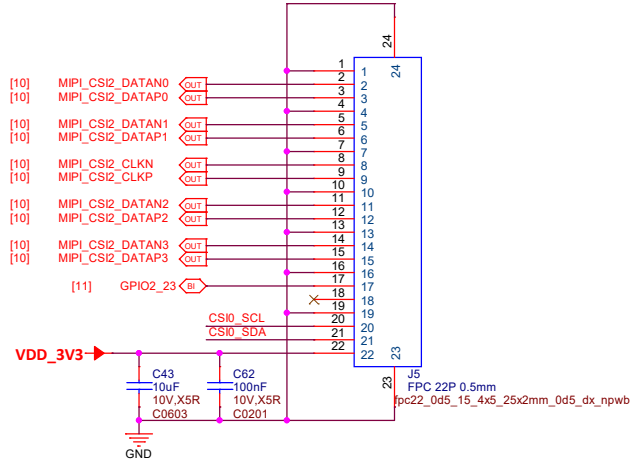 24
24
1 1
[10] MIPI_CSI2_DATAN0 OUT 2 2
[10] MIPI_CSI2_DATAP0 OUT 3 3
4 4
[10] MIPI_CSI2_DATAN1 OUT 5 5
[10] MIPI_CSI2_DATAP1 OUT 6 6
7 7
[10] MIPI_CSI2_CLKN OUT 8 8
[10] MIPI_CSI2_CLKP OUT 9 9
10 10
[10] MIPI_CSI2_DATAN2 OUT 11 11
[10] MIPI_CSI2_DATAP2 OUT 12 12
13 13
[10] MIPI_CSI2_DATAN3 OUT 14 14
[10] MIPI_CSI2_DATAP3 OUT 15 15
16 16
[11] GPIO2_23 BI 17 17
18 18
19 19
CSI0_SCL 20 20
CSI0_SDA 21 21
VDD_3V3 22 22
23
23
C43
10uF
10V,X5R
C0603
C62
100nF
10V,X5R
C0201
J5
FPC 22P 0.5mm
fpc22_0d5_15_4x5_25x2mm_0d5_dx_npwb
GND